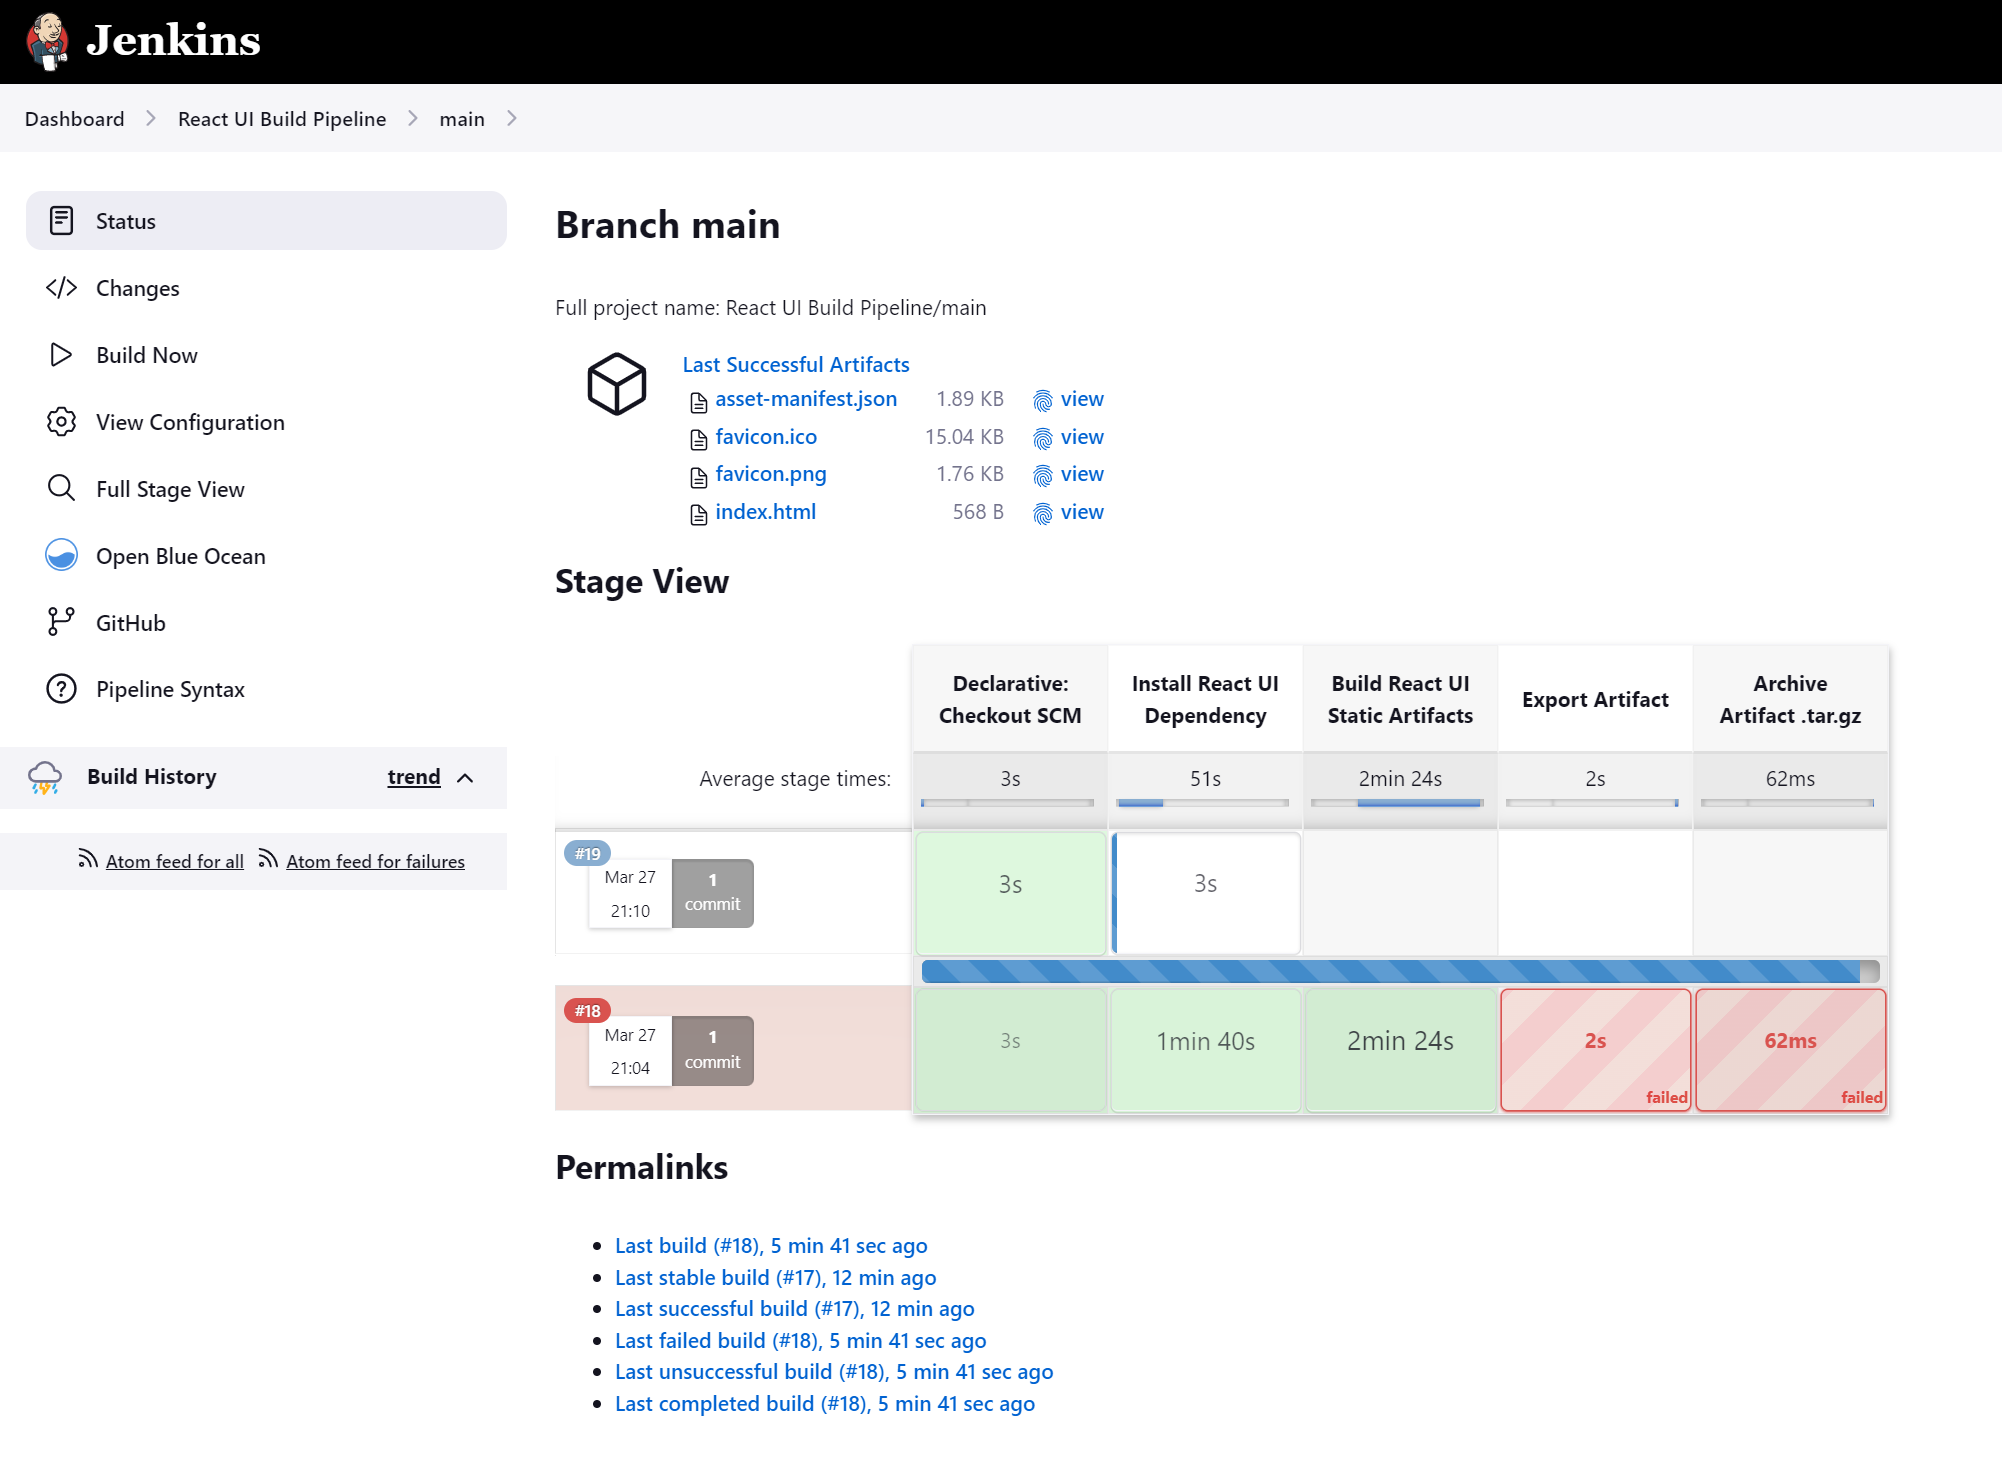 Jenkins
Dashboard
React UI Build Pipeline
main
Status
Changes
Build Now
View Configuration
Full Stage View
Open Blue Ocean
GitHub
Pipeline Syntax
Build History
trend
Atom feed for all
Atom feed for failures
Branch main
Full project name: React UI Build Pipeline/main
Last Successful Artifacts
asset-manifest.json 1.89 KB view
favicon.ico 15.04 KB view
favicon.png 1.76 KB view
index.html 568 B view
Stage View
Declarative:
Checkout SCM
Install React UI
Dependency
Build React UI
Static Artifacts
Export Artifact
Archive
Artifact .tar.gz
Average stage times: 3s 51s 2min 24s 2s 62ms
#19
Mar 27
21:10
1
commit
3s
3s
#18
Mar 27
21:04
1
commit
3s
1min 40s
2min 24s
2s
failed
62ms
failed
Permalinks
Last build (#18), 5 min 41 sec ago
Last stable build (#17), 12 min ago
Last successful build (#17), 12 min ago
Last failed build (#18), 5 min 41 sec ago
Last unsuccessful build (#18), 5 min 41 sec ago
Last completed build (#18), 5 min 41 sec ago